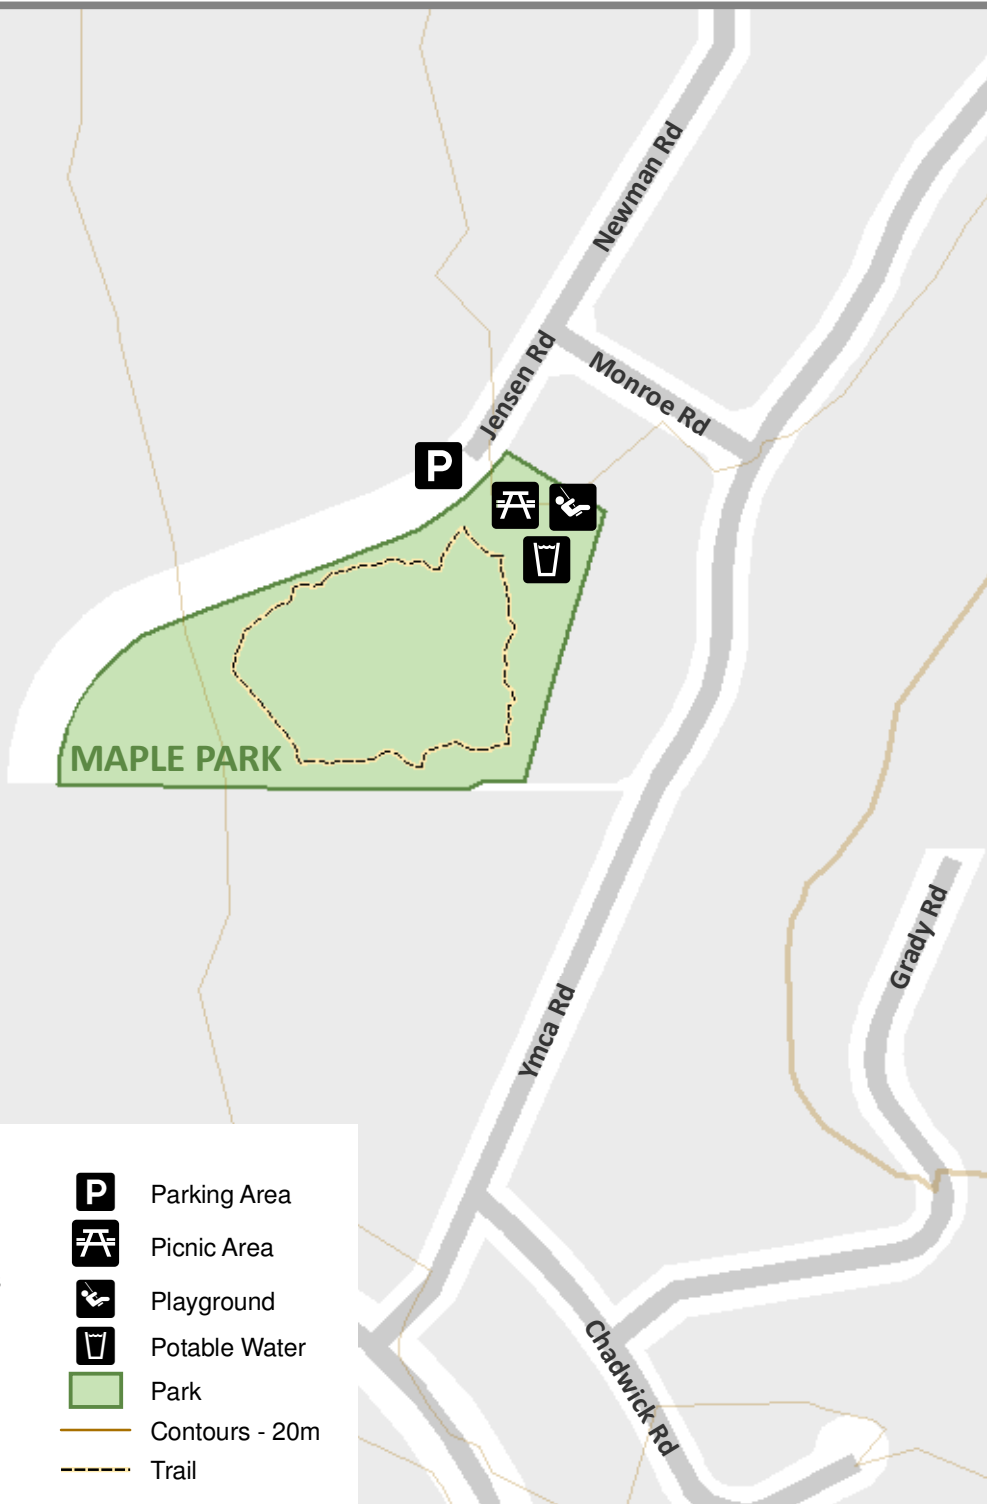 Newman Rd
Jensen Rd
Monroe Rd
P
MAPLE PARK
Grady Rd
Ymca Rd
Chadwick Rd
P Parking Area
Picnic Area
Playground
Potable Water
Park
Contours - 20m
Trail